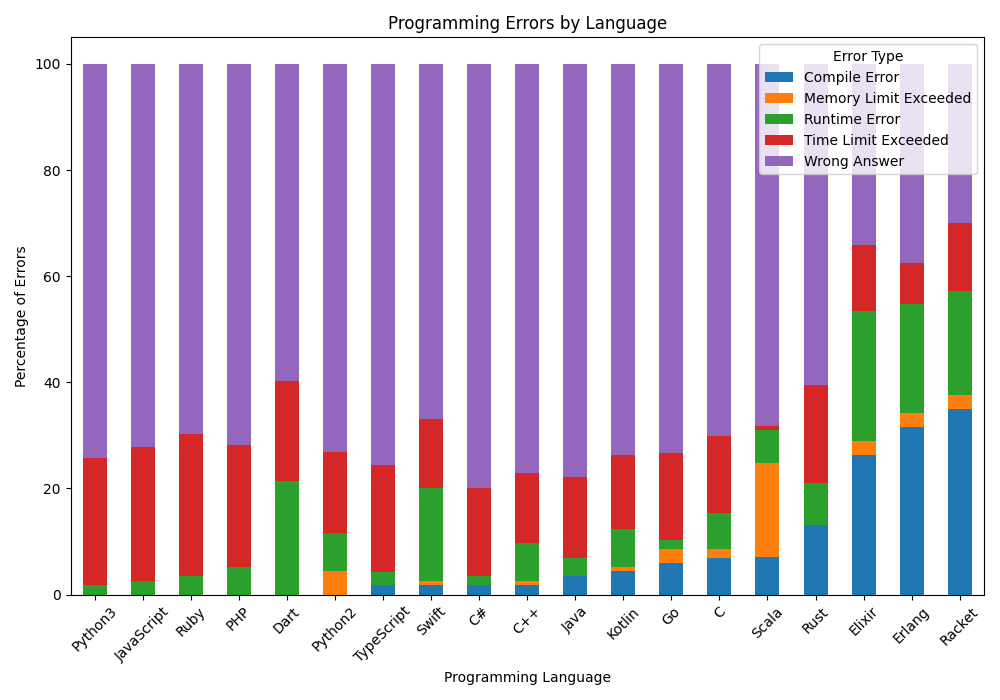 Programming Errors by Language
Error Type
Compile Error
Memory Limit Exceeded
Runtime Error
Time Limit Exceeded
Wrong Answer
Percentage of Errors
100
80
60
40
20
0
Python3
JavaScript
Ruby
PHP
Dart
Python2
TypeScript
Swift
C#
C++
Java
Kotlin
Go
C
Scala
Rust
Elixir
Erlang
Racket
Programming Language